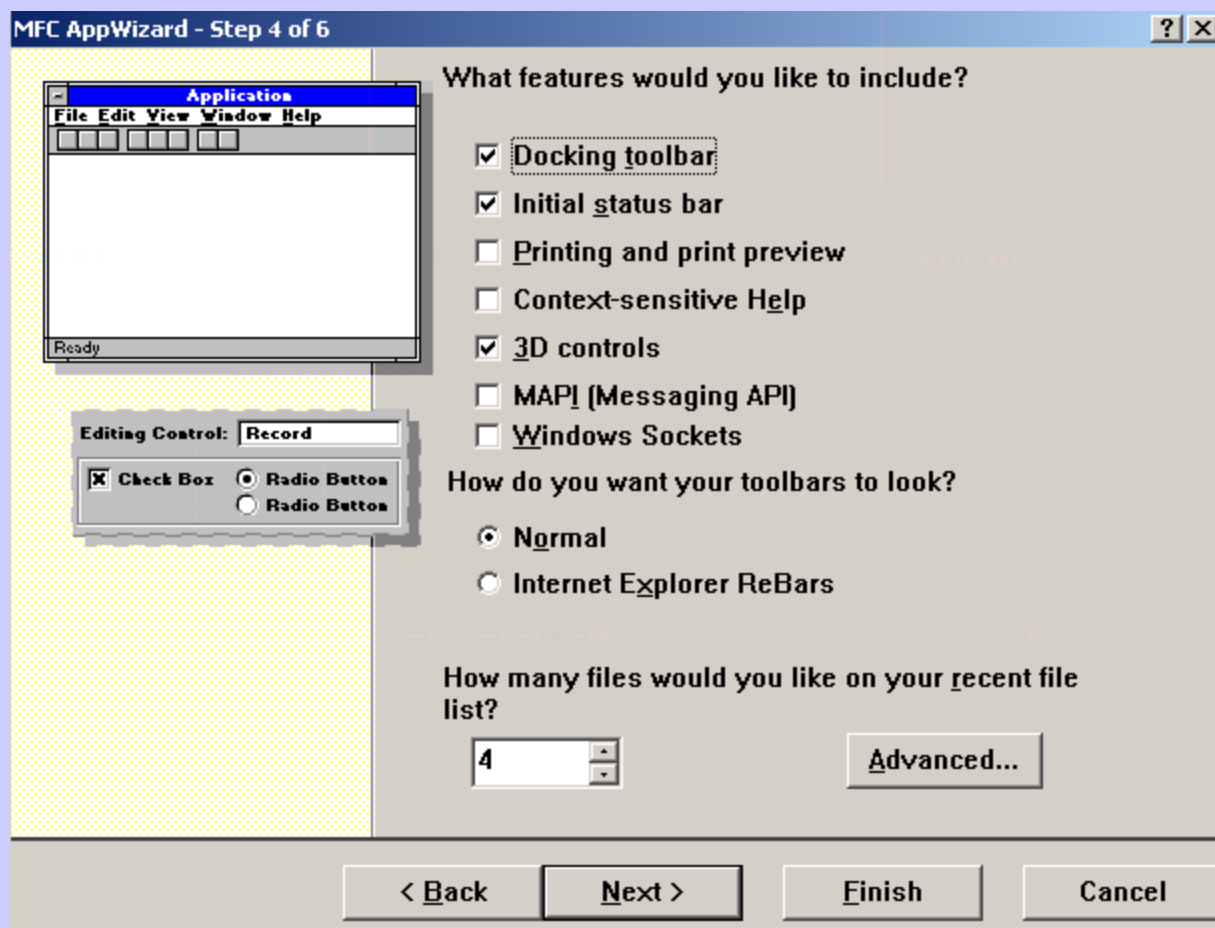 MFC AppWizard - Step 4 of 6
Application
File Edit View Window Help
Ready
Editing Control: Record
Check Box
Radio Button
Radio Button
What features would you like to include?
Docking toolbar
Initial status bar
Printing and print preview
Context-sensitive Help
3D controls
MAPI (Messaging API)
Windows Sockets
How do you want your toolbars to look?
Normal
Internet Explorer ReBars
How many files would you like on your recent file
list?
4
Advanced...
< Back
Next >
Finish
Cancel